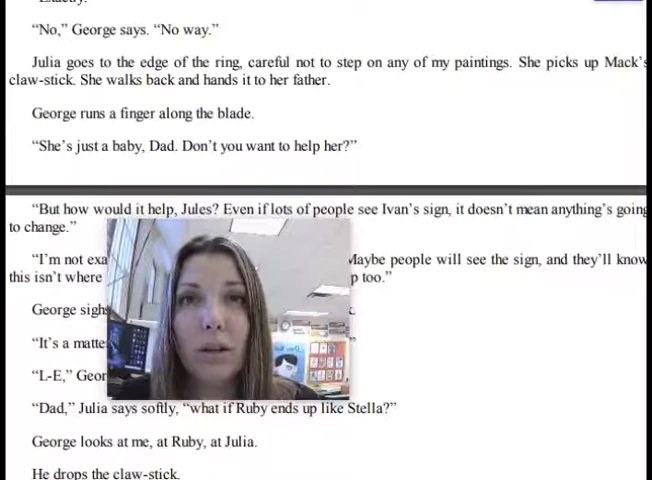 “No,” George says. “No way.”
Julia goes to the edge of the ring, careful not to step on any of my paintings. She picks up Mack’s
claw-stick. She walks back and hands it to her father.
George runs a finger along the blade.
“She’s just a baby, Dad. Don’t you want to help her?”
“But how would it help, Jules? Even if lots of people see Ivan’s sign, it doesn’t mean anything’s going
to change.”
“I’m not Maybe people will see the sign, and they’ll know
this isn’t where too.”
George
“It’s a
“L-E,”
“Dad,” Julia says softly, “what if Ruby ends up like Stella?”
George looks at me, at Ruby, at Julia.
He drops the claw-stick.